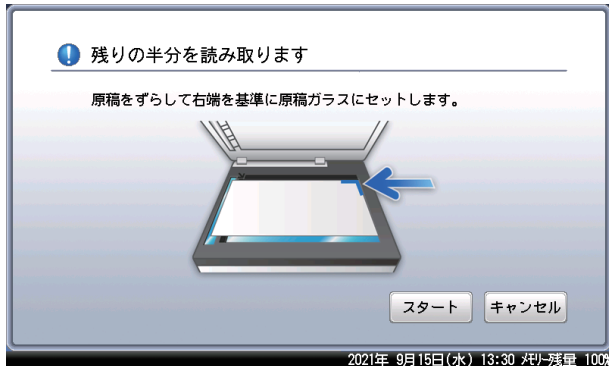 残りの半分を読み取ります
原稿をずらして右端を基準に原稿ガラスにセットします。
スタート
キャンセル
2021年 9月15日(水) 13:30 ﾒﾓﾘｰ残量 100%